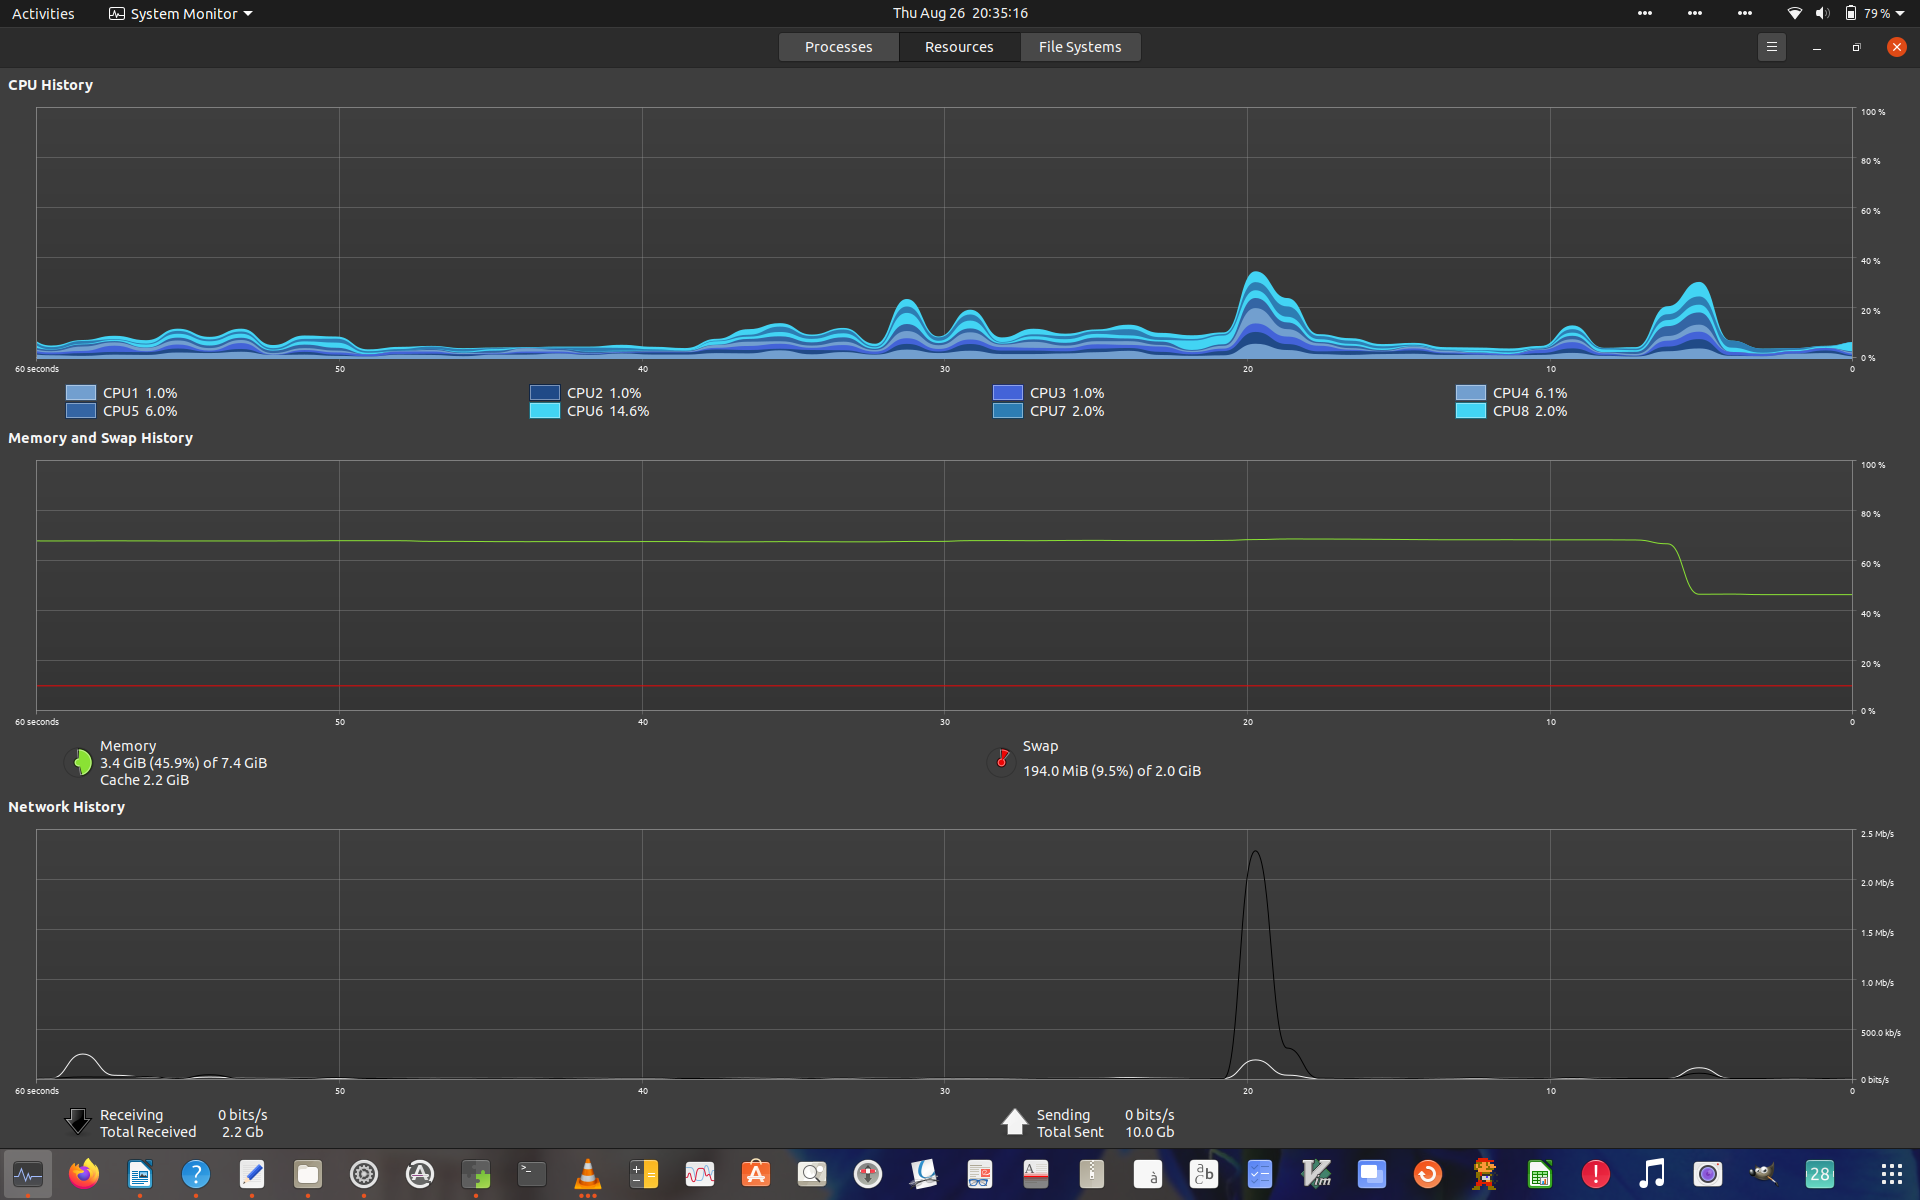 Activities
System Monitor
Thu Aug 26 20:35:16
79 %
Processes
Resources
File Systems
CPU History
100 %
80 %
60 %
40 %
20 %
0 %
60 seconds
50
40
30
20
10
0
CPU1 1.0%
CPU2 1.0%
CPU3 1.0%
CPU4 6.1%
CPU5 6.0%
CPU6 14.6%
CPU7 2.0%
CPU8 2.0%
Memory and Swap History
100 %
80 %
60 %
40 %
20 %
0 %
60 seconds
50
40
30
20
10
0
Memory
3.4 GiB (45.9%) of 7.4 GiB
Cache 2.2 GiB
Swap
194.0 MiB (9.5%) of 2.0 GiB
Network History
2.5 Mb/s
2.0 Mb/s
1.5 Mb/s
1.0 Mb/s
500.0 kb/s
0 bits/s
60 seconds
50
40
30
20
10
0
Receiving 0 bits/s
Total Received 2.2 Gb
Sending 0 bits/s
Total Sent 10.0 Gb
?
>_
A
à
a b c
Vim
!
28